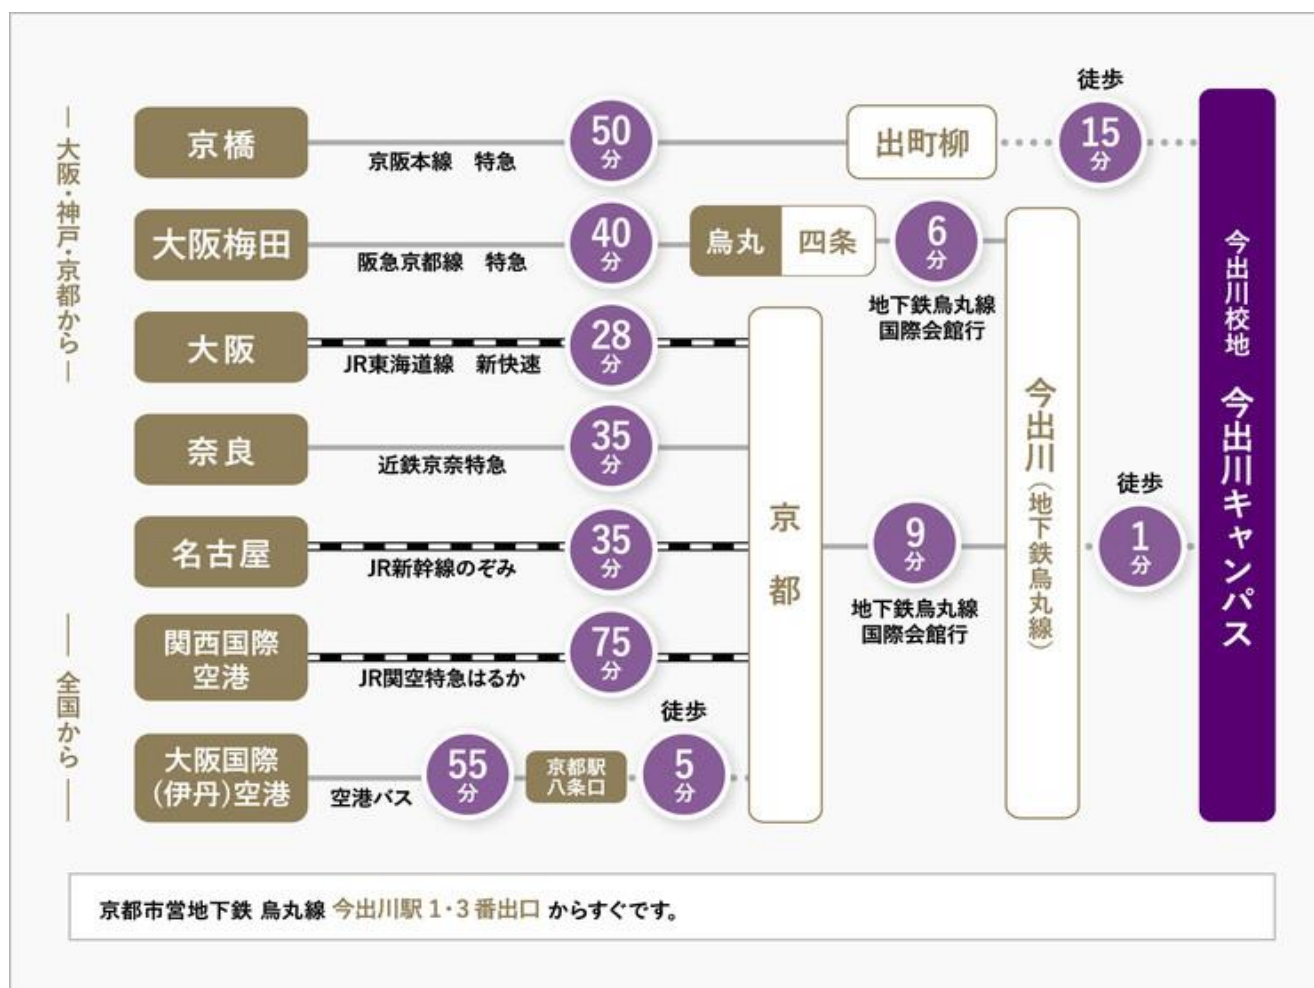 大阪・神戸・京都から
京橋
京阪本線 特急
50分
出町柳
徒歩
15分
大阪梅田
阪急京都線 特急
40分
烏丸
四条
6分
地下鉄烏丸線
国際会館行
大阪
JR東海道線 新快速
28分
奈良
近鉄京奈特急
35分
全国から
名古屋
JR新幹線のぞみ
35分
関西国際
空港
JR関空特急はるか
75分
大阪国際
(伊丹)空港
空港バス
55分
京都駅
八条口
徒歩
5分
京都
9分
地下鉄烏丸線
国際会館行
今出川(地下鉄烏丸線)
徒歩
1分
今出川校地 今出川キャンパス
京都市営地下鉄 烏丸線 今出川駅 1・3 番出口 からすぐです。